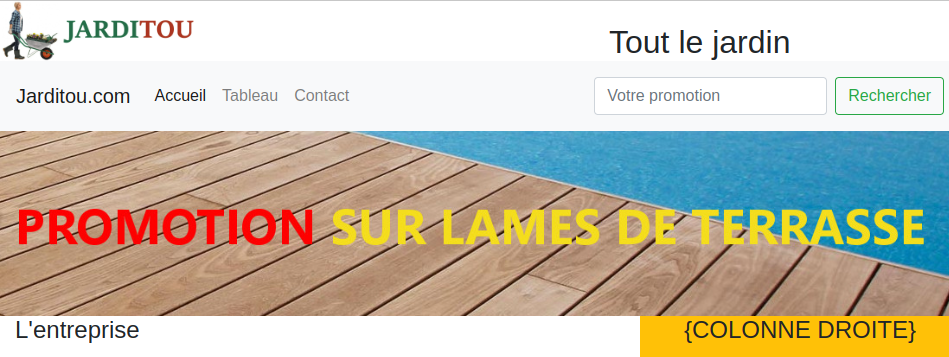 JARDITOU
Tout le jardin
Jarditou.com Accueil Tableau Contact Votre promotion Rechercher
PROMOTION SUR LAMES DE TERRASSE
L'entreprise {COLONNE DROITE}